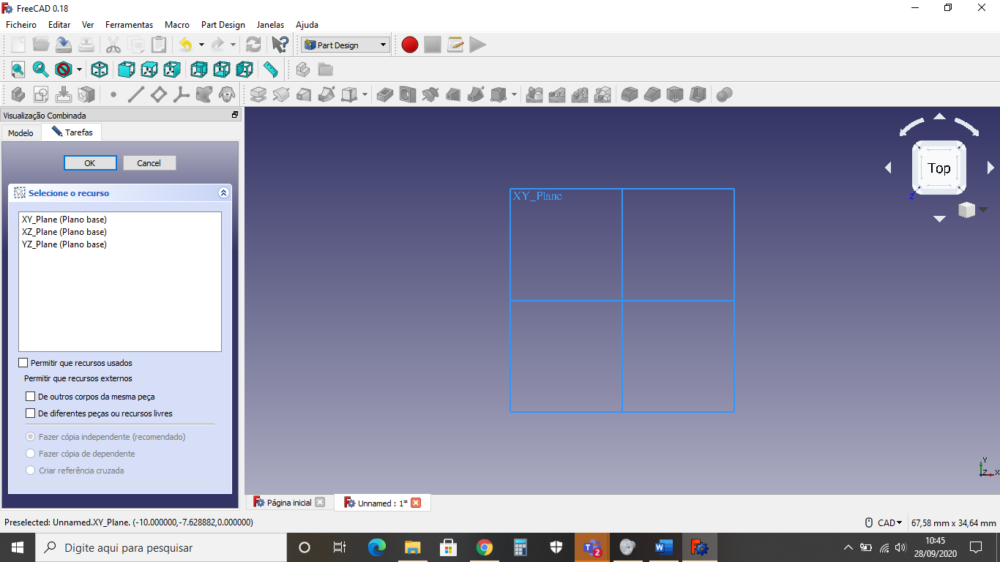 FreeCAD 0.18
Ficheiro Editar Ver Ferramentas Macro Part Design Janelas Ajuda
Part Design
Visualização Combinada
Modelo Tarefas
OK Cancel
Selecione o recurso
XY_Plane (Plano base)
XZ_Plane (Plano base)
YZ_Plane (Plano base)
Permitir que recursos usados
Permitir que recursos externos
De outros corpos da mesma peça
De diferentes peças ou recursos livres
Fazer cópia independente (recomendado)
Fazer cópia de dependente
Criar referência cruzada
XY_Plane
Top
Z
Y
Z X
Página inicial Unnamed : 1*
Preselected: Unnamed.XY_Plane. (-10.000000,-7.628882,0.000000) CAD 67,58 mm x 34,64 mm
Digite aqui para pesquisar
2
10:45
28/09/2020